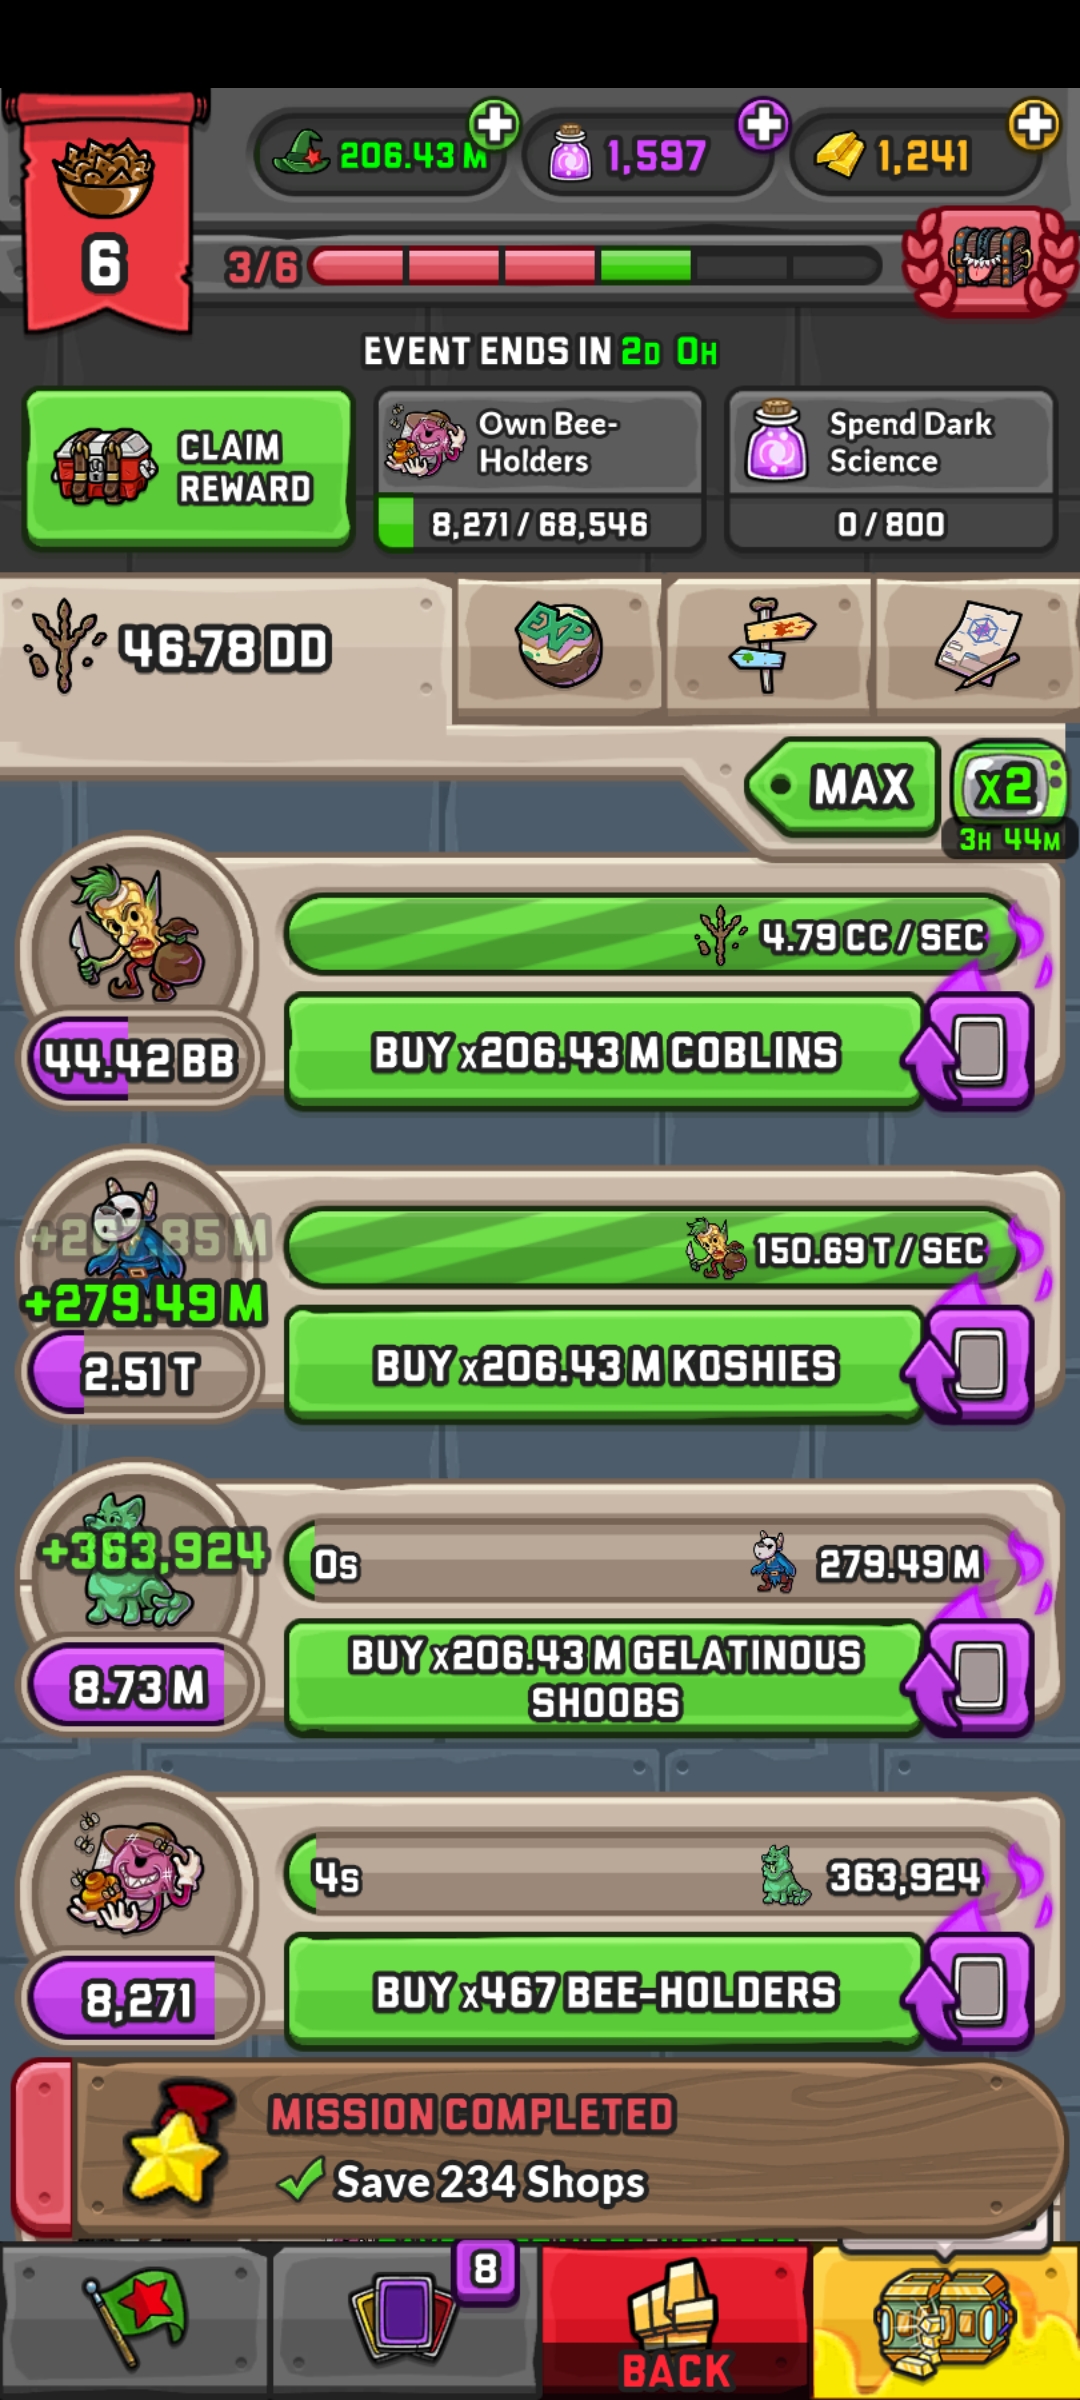 206.43 M
1,597
1,241
6
3/6
EVENT ENDS IN 2D 0H
CLAIM
REWARD
Own Bee-
Holders
8,271 / 68,546
Spend Dark
Science
0 / 800
46.78 DD
EXP
MAX
x2
3H 44M
4.79 CC / SEC
44.42 BB
BUY x206.43 M COBLINS
150.69 T / SEC
+279.49 M
2.51 T
BUY x206.43 M KOSHIES
+363,924
0s
279.49 M
8.73 M
BUY x206.43 M GELATINOUS
SHOOBS
4s
363,924
8,271
BUY x467 BEE-HOLDERS
MISSION COMPLETED
Save 234 Shops
8
BACK